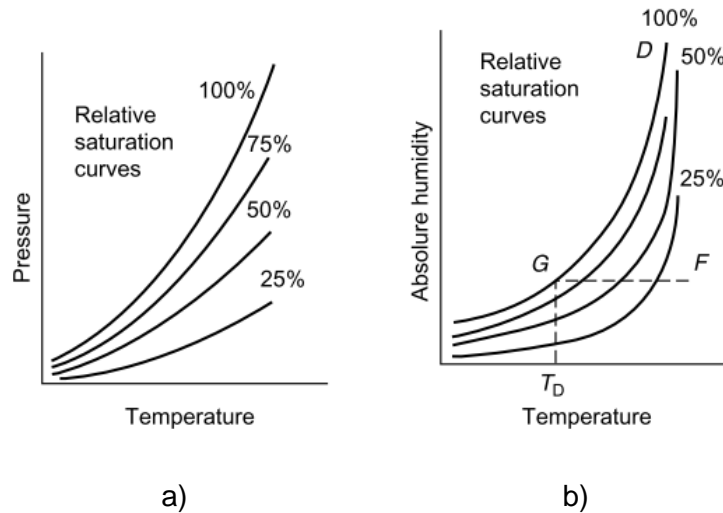 100%
75%
50%
25%
Relative
saturation
curves
Pressure
Temperature
a)
100%
D
50%
Relative
saturation
curves
25%
Absolute humidity
G
F
T_D
Temperature
b)